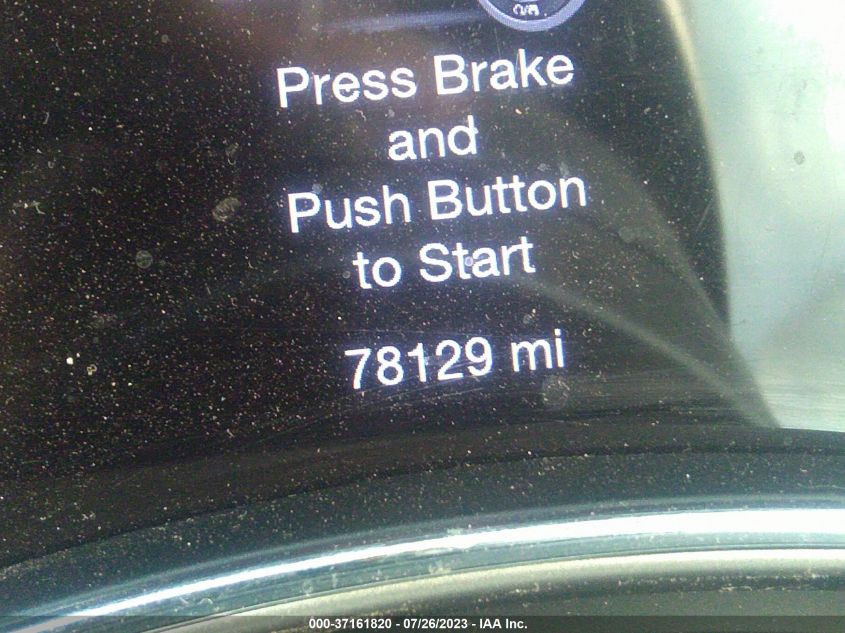 Press Brake
and
Push Button
to Start
78129 mi
000-37161820 - 07/26/2023 - IAA Inc.